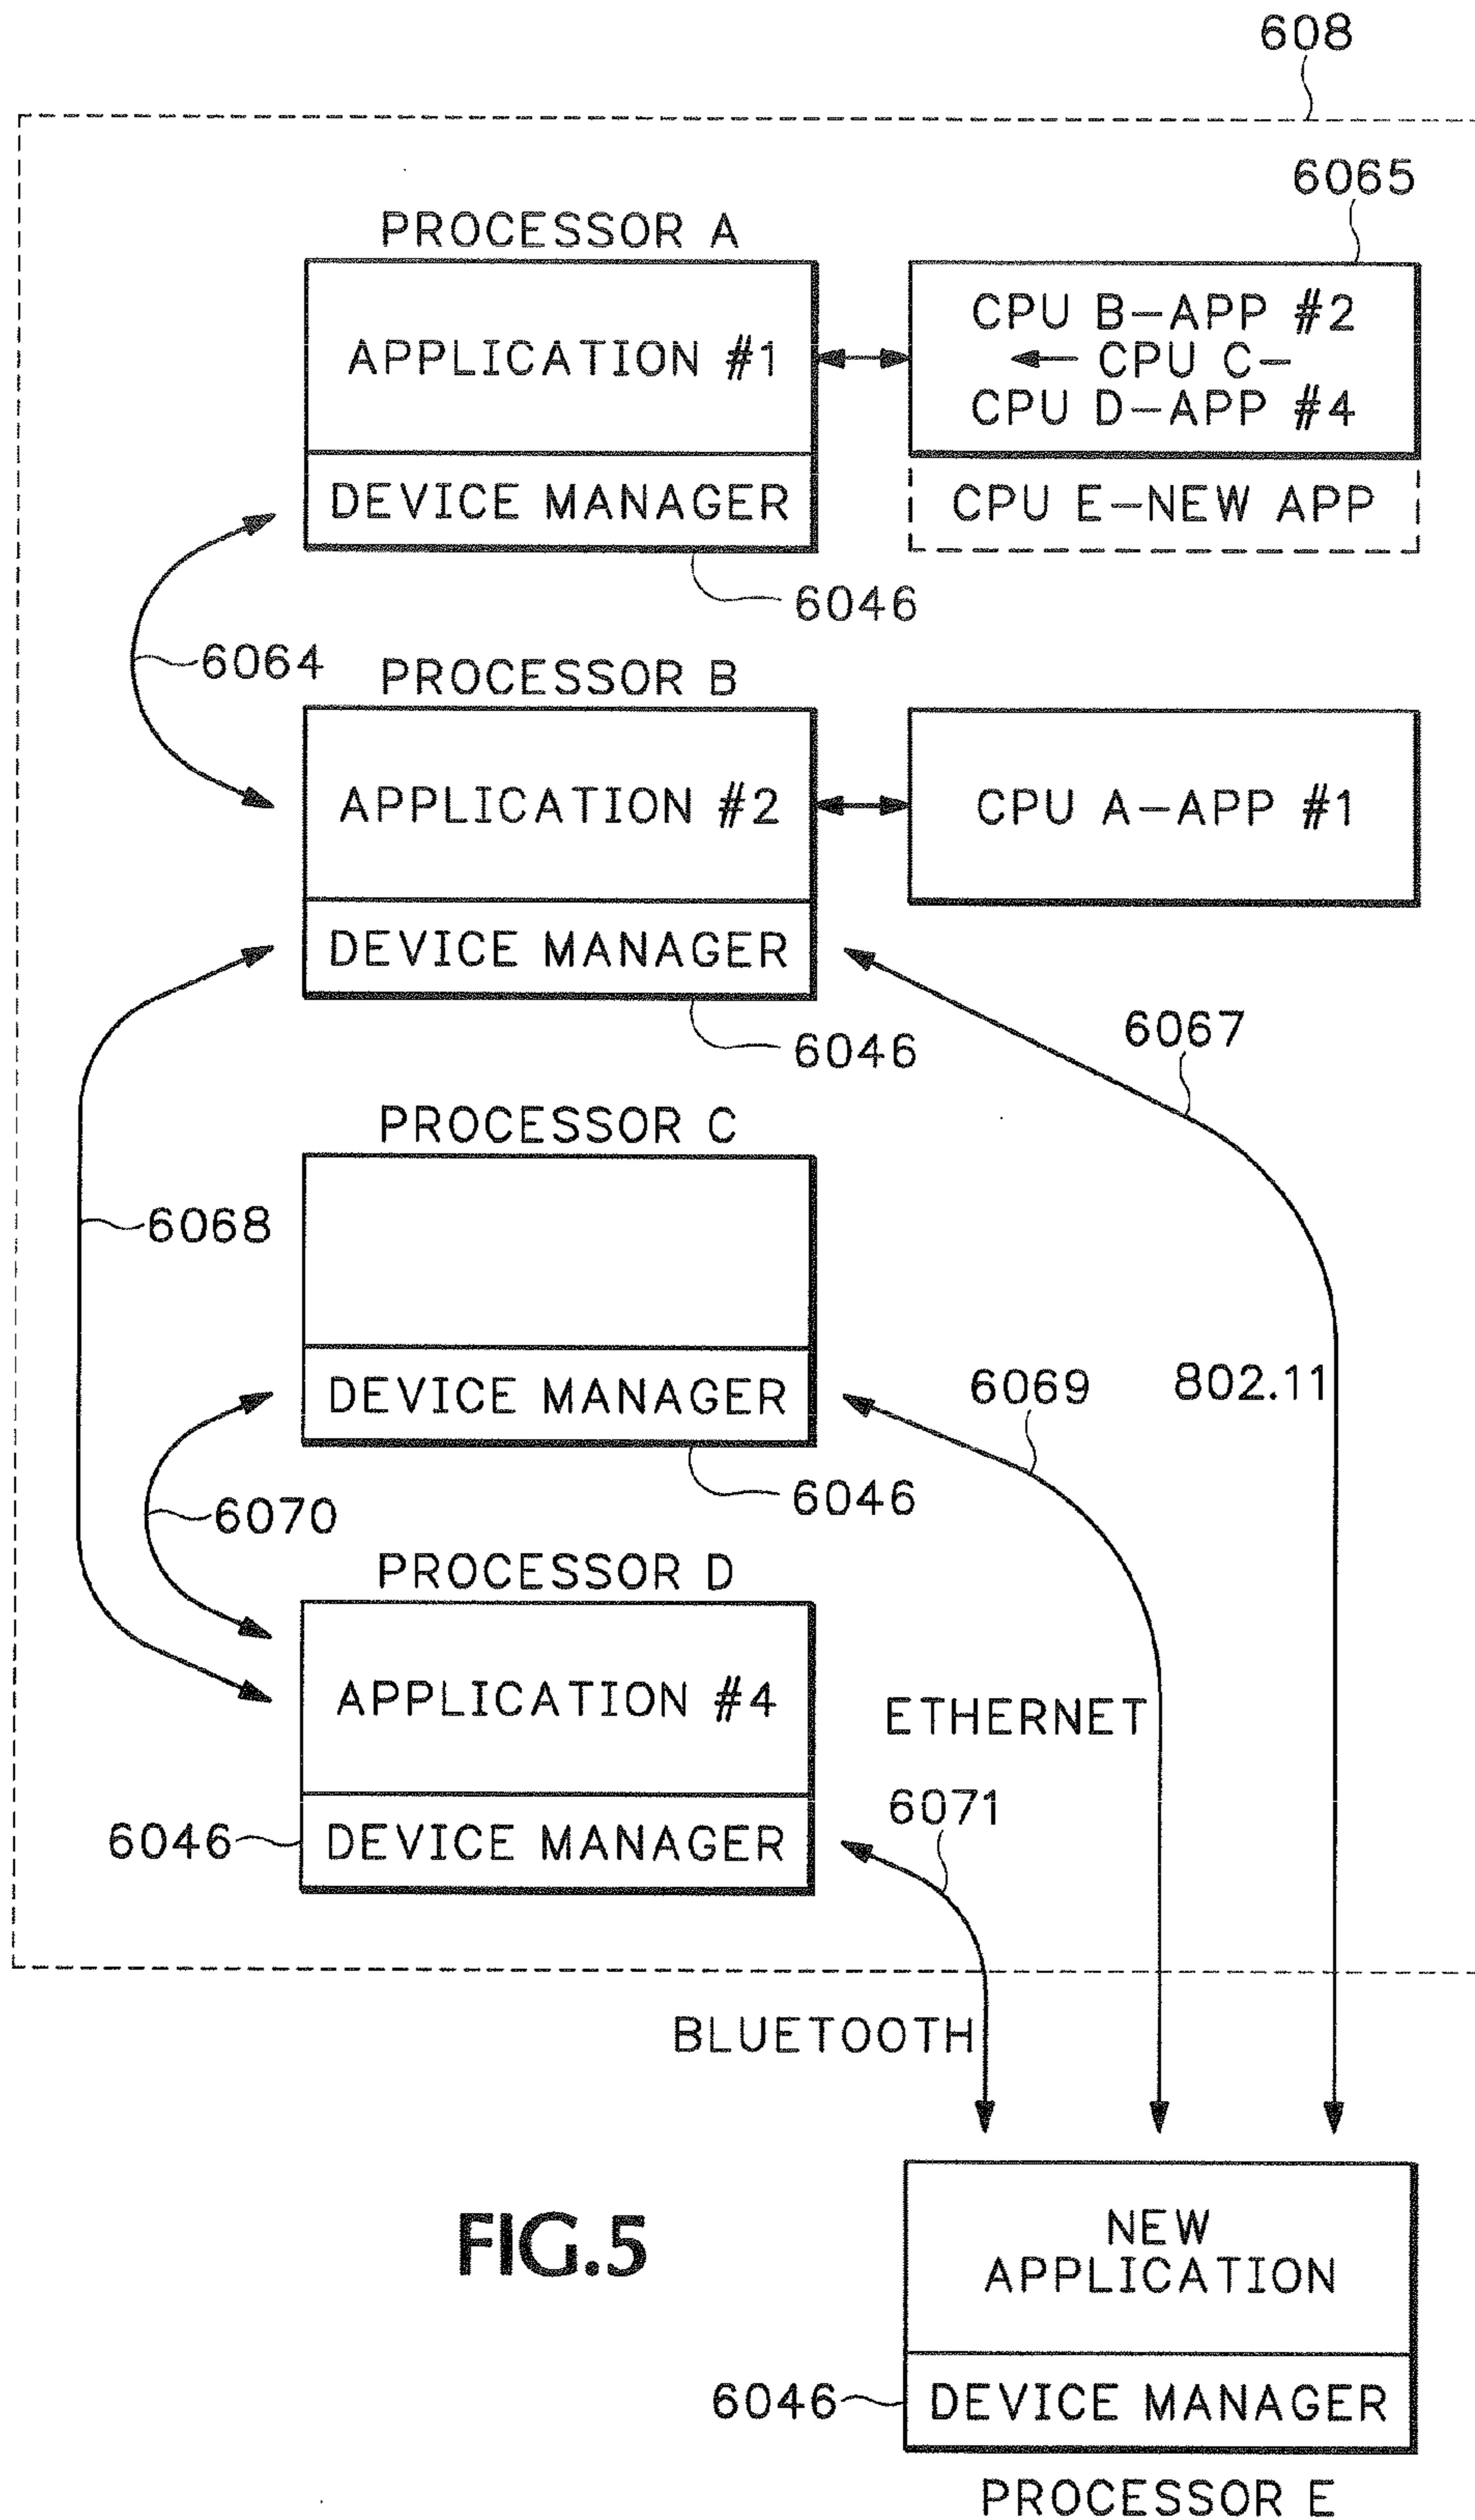 608
6065
PROCESSOR A
APPLICATION #1
DEVICE MANAGER
CPU B-APP #2
CPU C-
CPU D-APP #4
CPU E-NEW APP
6046
6064
PROCESSOR B
APPLICATION #2
DEVICE MANAGER
CPU A-APP #1
6046
6067
PROCESSOR C
6068
DEVICE MANAGER
6069
802.11
6046
6070
PROCESSOR D
APPLICATION #4
ETHERNET
6071
6046
DEVICE MANAGER
BLUETOOTH
FIG.5
NEW
APPLICATION
6046
DEVICE MANAGER
PROCESSOR E